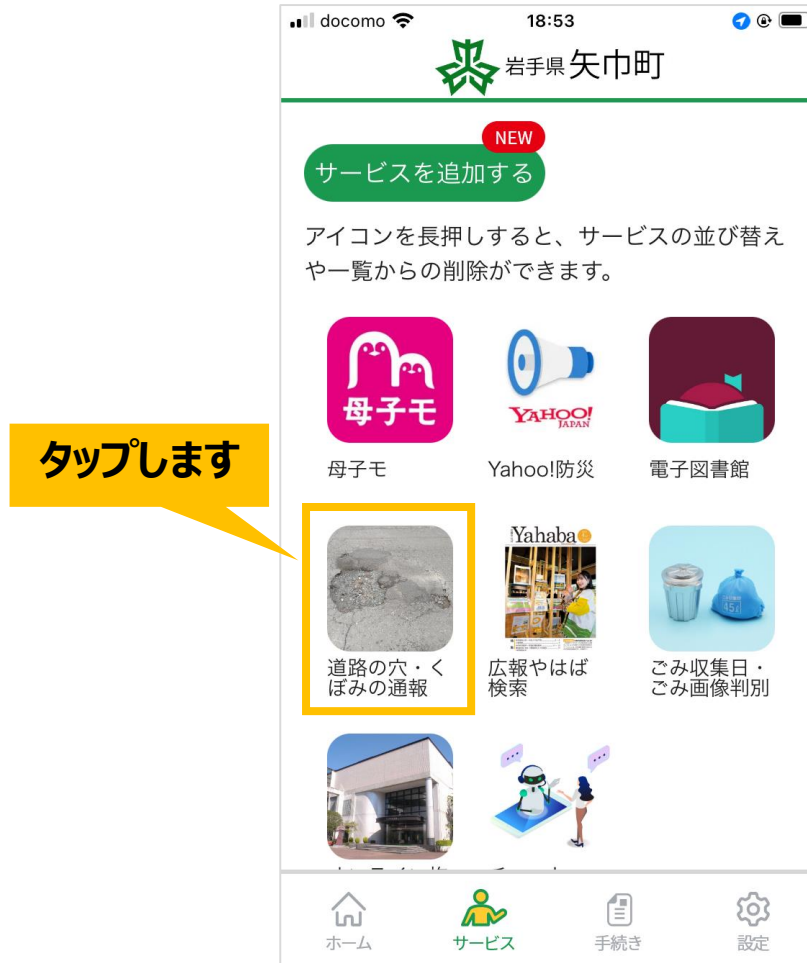 docomo
18:53
岩手県 矢巾町
NEW
サービスを追加する
アイコンを長押しすると、サービスの並び替え
や一覧からの削除ができます。
母子モ
YAHOO!
JAPAN
母子モ
Yahoo!防災
電子図書館
タップします
Yahaba
45ℓ
道路の穴・く
ぼみの通報
広報やはば
検索
ごみ収集日・
ごみ画像判別
ホーム
サービス
手続き
設定